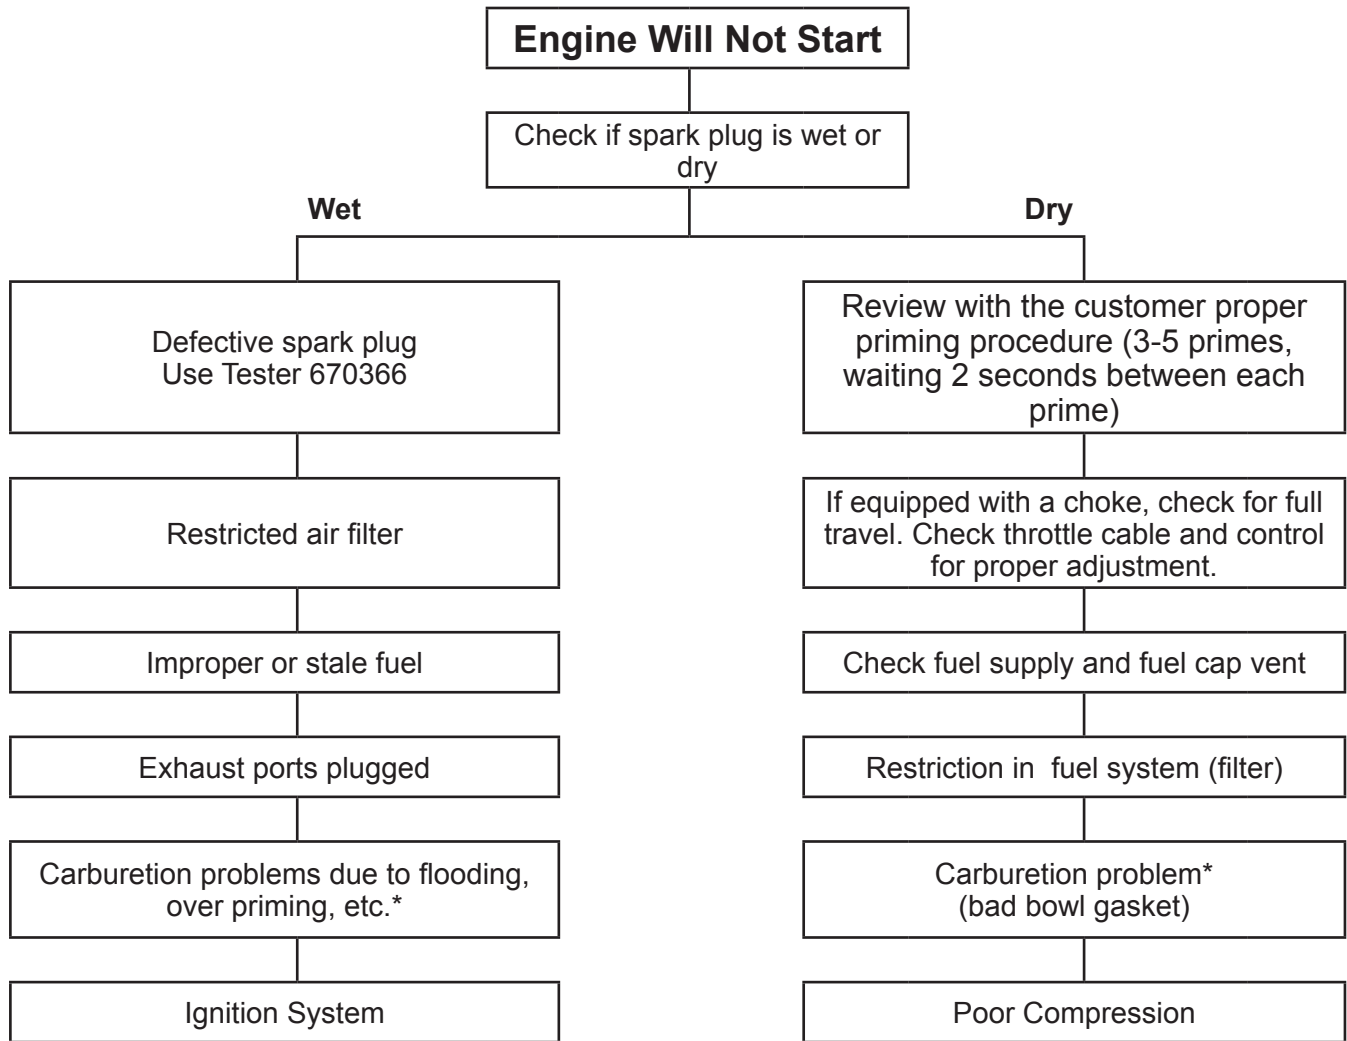 Engine Will Not Start
Check if spark plug is wet or
dry
Wet
Dry
Defective spark plug
Use Tester 670366
Restricted air filter
Improper or stale fuel
Exhaust ports plugged
Carburetion problems due to flooding,
over priming, etc.*
Ignition System
Review with the customer proper
priming procedure (3-5 primes,
waiting 2 seconds between each
prime)
If equipped with a choke, check for full
travel. Check throttle cable and control
for proper adjustment.
Check fuel supply and fuel cap vent
Restriction in  fuel system (filter)
Carburetion problem*
(bad bowl gasket)
Poor Compression